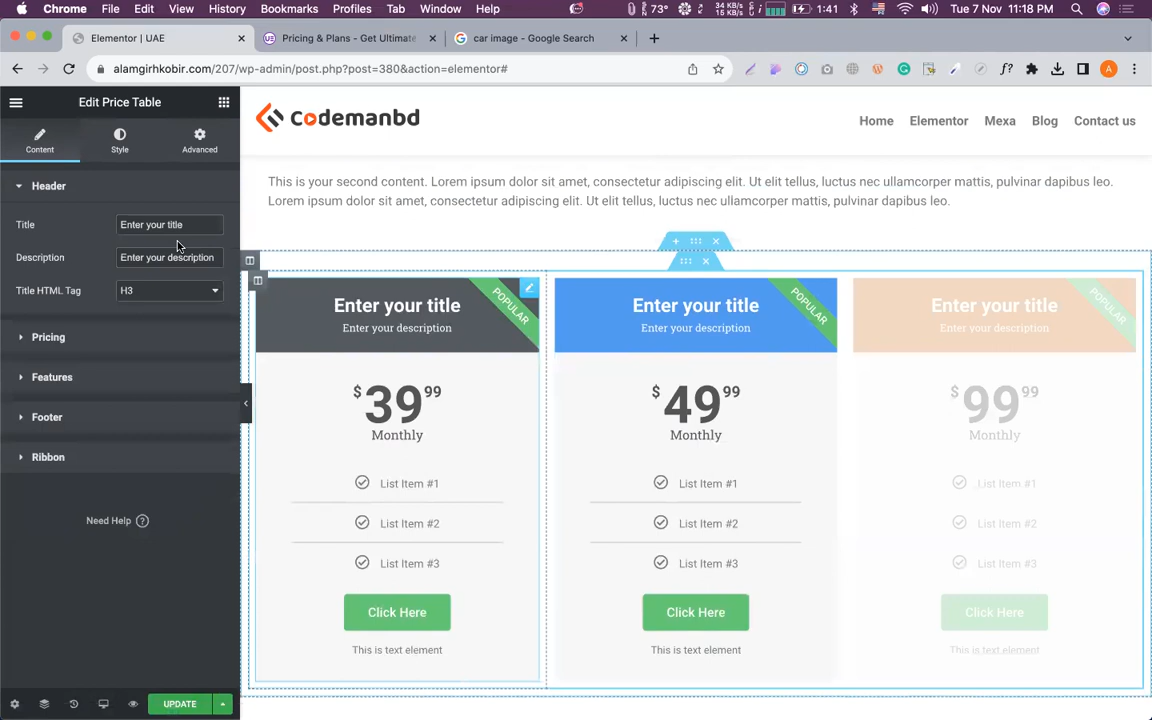 Chrome File Edit View History Bookmarks Profiles Tab Window Help 73° 34 KB/s 15 KB/s 1:41 Tue 7 Nov 11:18 PM
Elementor | UAE
Pricing & Plans - Get Ultimate
car image - Google Search
alamgirhkobir.com/207/wp-admin/post.php?post=380&action=elementor#
f?
A
Edit Price Table
Content
Style
Advanced
Header
Title
Enter your title
Description
Enter your description
Title HTML Tag
H3
Pricing
Features
Footer
Ribbon
Need Help ?
UPDATE
codemanbd
Home Elementor Mexa Blog Contact us
This is your second content. Lorem ipsum dolor sit amet, consectetur adipiscing elit. Ut elit tellus, luctus nec ullamcorper mattis, pulvinar dapibus leo.
Lorem ipsum dolor sit amet, consectetur adipiscing elit. Ut elit tellus, luctus nec ullamcorper mattis, pulvinar dapibus leo.
Enter your title
Enter your description
POPULAR
$39 99
Monthly
List Item #1
List Item #2
List Item #3
Click Here
This is text element
Enter your title
Enter your description
POPULAR
$49 99
Monthly
List Item #1
List Item #2
List Item #3
Click Here
This is text element
Enter your title
Enter your description
POPULAR
$99 99
Monthly
List Item #1
List Item #2
List Item #3
Click Here
This is text element